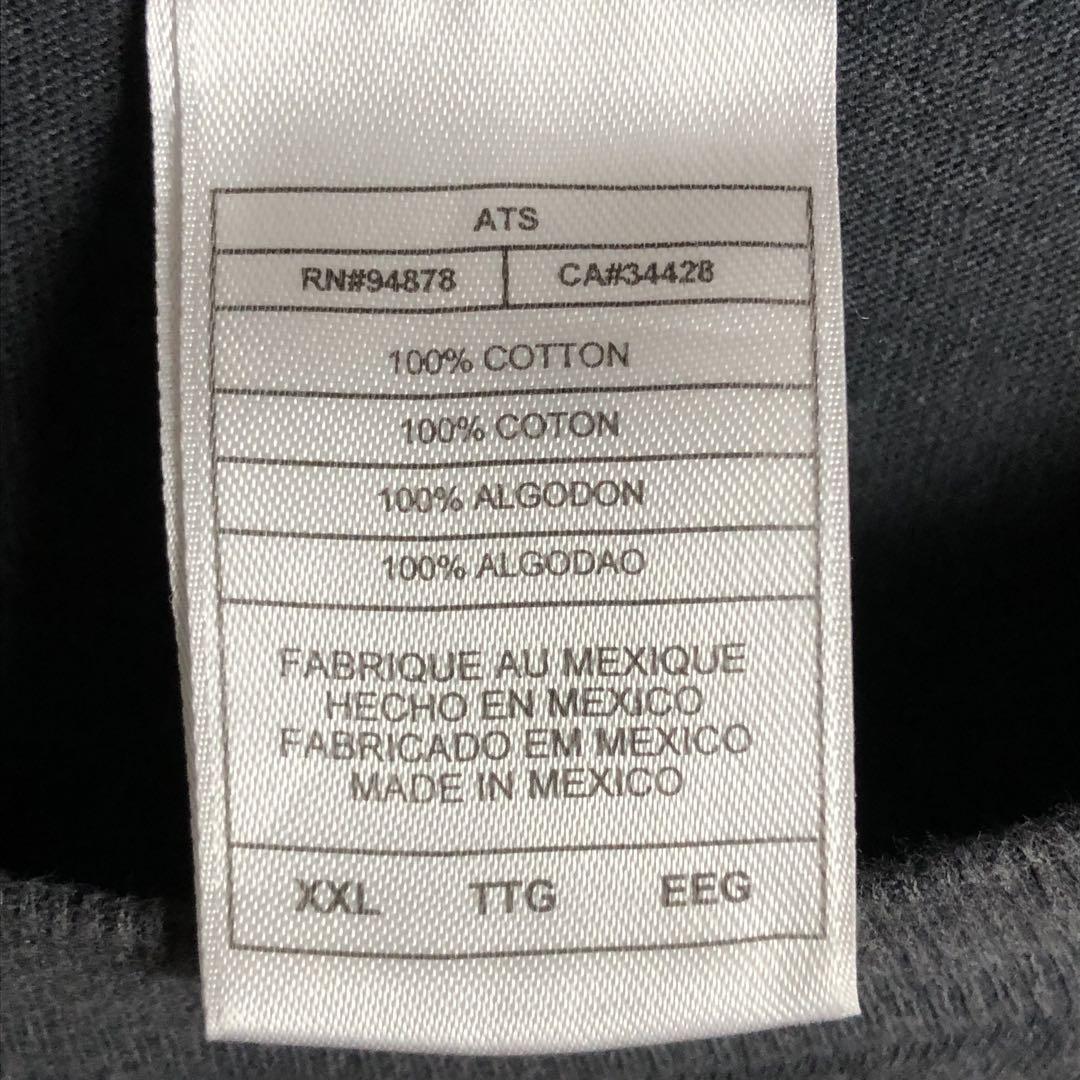 ATS
RN#94878 CA#34428
100% COTTON
100% COTON
100% ALGODON
100% ALGODAO
FABRIQUE AU MEXIQUE
HECHO EN MEXICO
FABRICADO EM MEXICO
MADE IN MEXICO
XXL TTG EEG